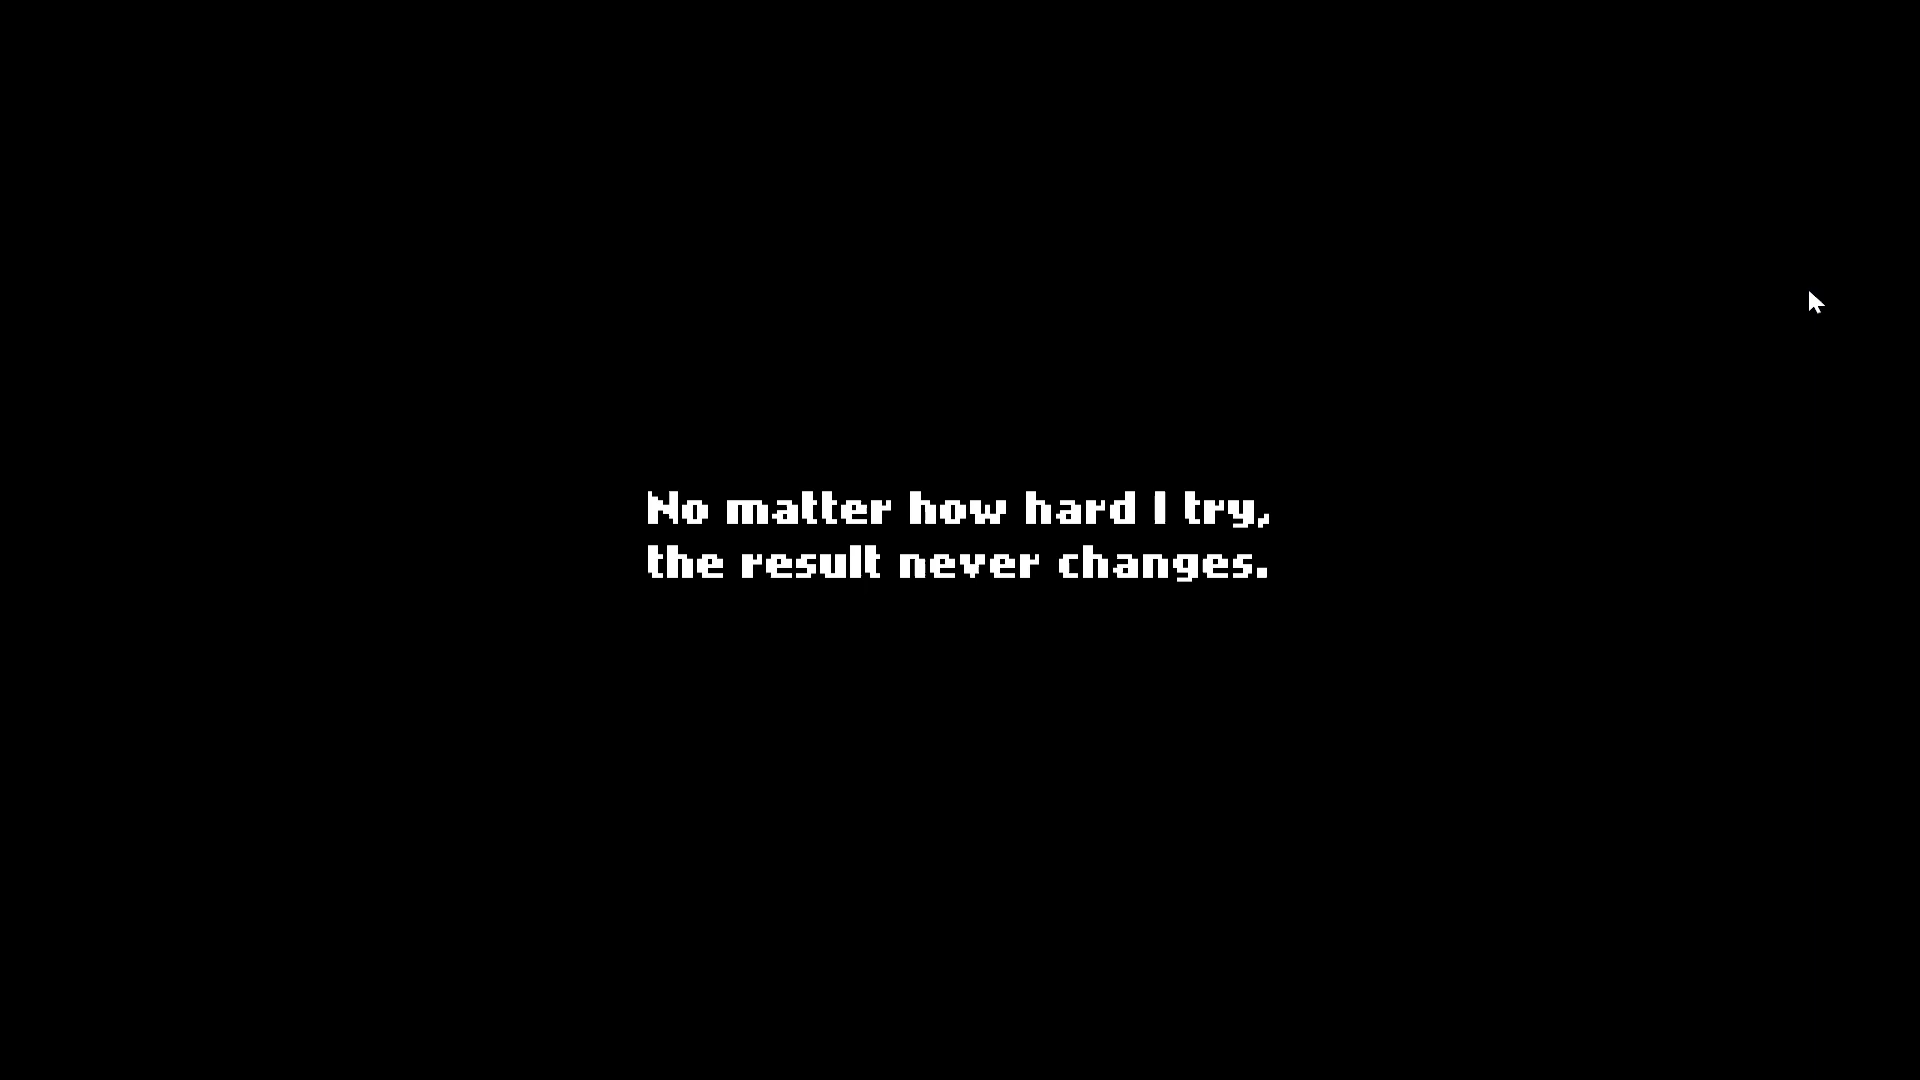 No matter how hard I try,
the result never changes.